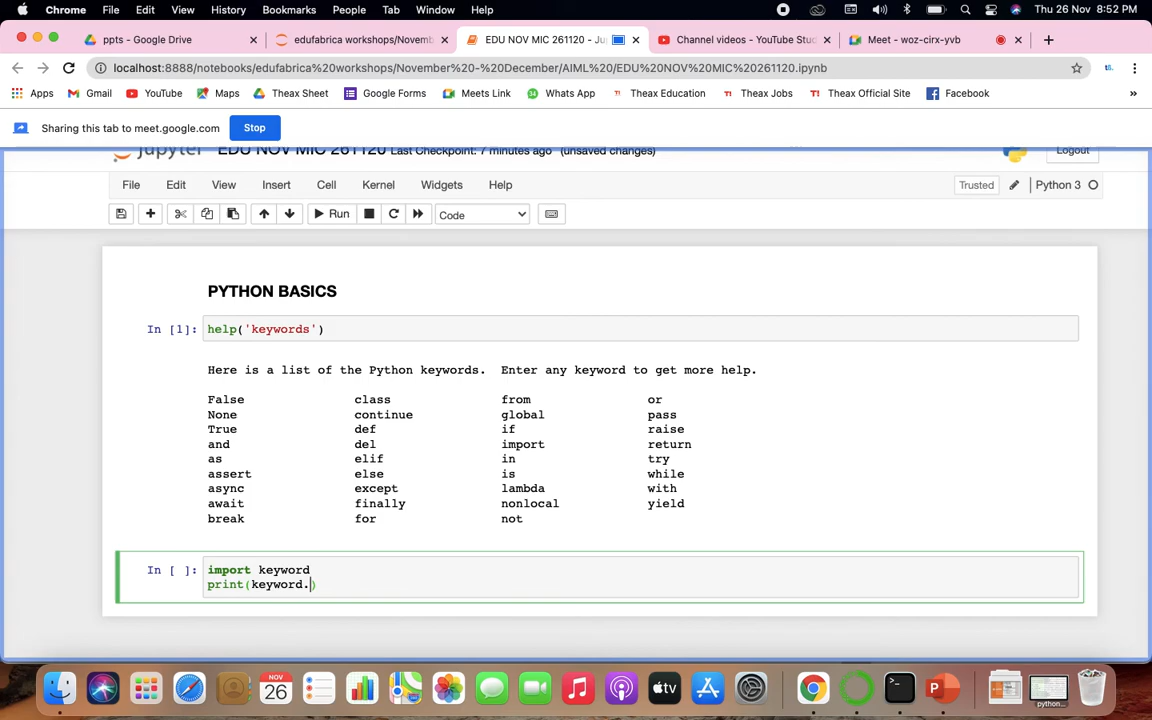 Chrome File Edit View History Bookmarks People Tab Window Help Thu 26 Nov 8:52 PM
ppts - Google Drive edufabrica workshops/Novemb EDU NOV MIC 261120 - Ju Channel videos - YouTube Stud Meet - woz-cirx-yvb
localhost:8888/notebooks/edufabrica%20workshops/November%20-%20December/AIML%20/EDU%20NOV%20MIC%20261120.ipynb
Apps Gmail YouTube Maps Theax Sheet Google Forms Meets Link Whats App Theax Education Theax Jobs Theax Official Site Facebook »
Sharing this tab to meet.google.com Stop
jupyter EDU NOV MIC 261120 Last Checkpoint: 7 minutes ago (unsaved changes) Logout
File Edit View Insert Cell Kernel Widgets Help Trusted Python 3
Run Code
PYTHON BASICS
In [1]: help('keywords')
Here is a list of the Python keywords. Enter any keyword to get more help.
False class from or
None continue global pass
True def if raise
and del import return
as elif in try
assert else is while
async except lambda with
await finally nonlocal yield
break for not
In [ ]: import keyword
print(keyword.)
NOV
26
tv
python...